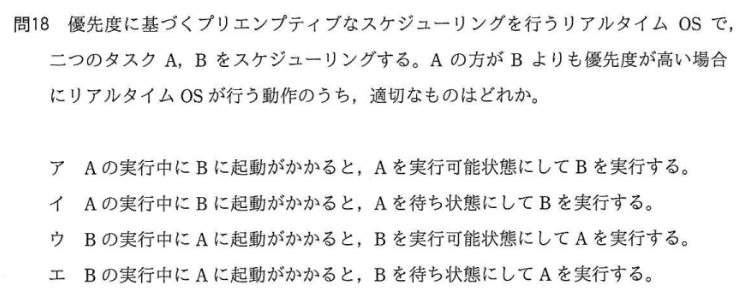 問18 優先度に基づくプリエンプティブなスケジューリングを行うリアルタイム OS で,
二つのタスク A, B をスケジューリングする。A の方が B よりも優先度が高い場合
にリアルタイム OS が行う動作のうち, 適切なものはどれか。
ア A の実行中に B に起動がかかると, A を実行可能状態にして B を実行する。
イ A の実行中に B に起動がかかると, A を待ち状態にして B を実行する。
ウ B の実行中に A に起動がかかると, B を実行可能状態にして A を実行する。
エ B の実行中に A に起動がかかると, B を待ち状態にして A を実行する。